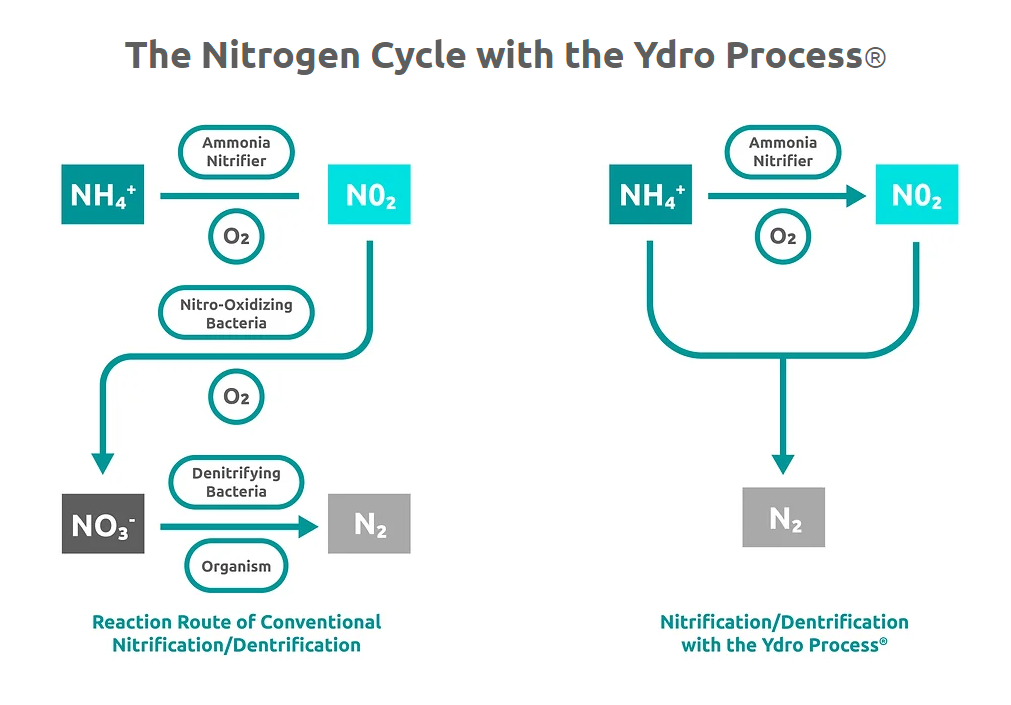 The Nitrogen Cycle with the Ydro Process®
Ammonia
Nitrifier
NH₄⁺
N0₂
O₂
Nitro-Oxidizing
Bacteria
O₂
Denitrifying
Bacteria
NO₃⁻
N₂
Organism
Reaction Route of Conventional
Nitrification/Dentrification
Ammonia
Nitrifier
NH₄⁺
N0₂
O₂
N₂
Nitrification/Dentrification
with the Ydro Process®